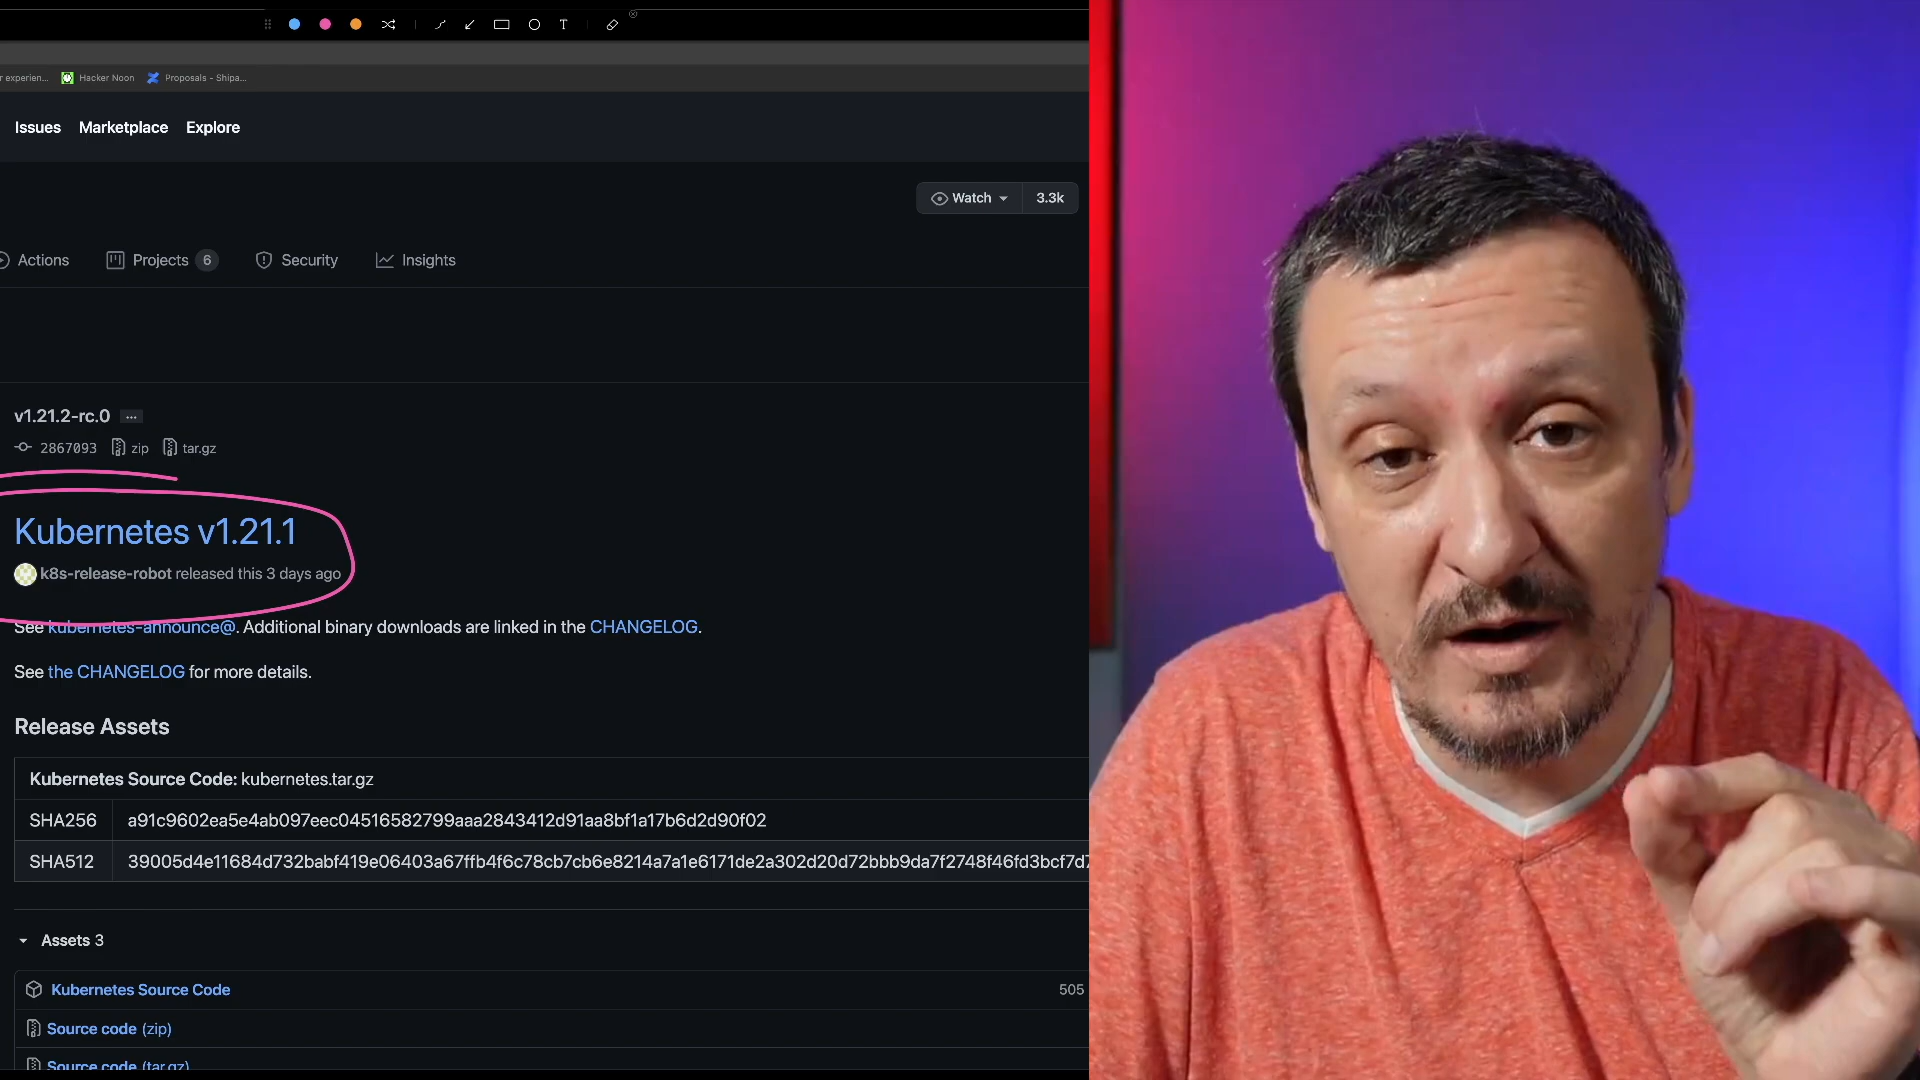 T
r experien...
Hacker Noon
Proposals - Shipa...
Issues
Marketplace
Explore
Watch
3.3k
Actions
Projects 6
Security
Insights
v1.21.2-rc.0 ...
2867093
zip
tar.gz
Kubernetes v1.21.1
k8s-release-robot released this 3 days ago
See kubernetes-announce@. Additional binary downloads are linked in the CHANGELOG.
See the CHANGELOG for more details.
Release Assets
Kubernetes Source Code: kubernetes.tar.gz
SHA256
a91c9602ea5e4ab097eec04516582799aaa2843412d91aa8bf1a17b6d2d90f02
SHA512
39005d4e11684d732babf419e06403a67ffb4f6c78cb7cb6e8214a7a1e6171de2a302d20d72bbb9da7f2748f46fd3bcf7d7
Assets 3
Kubernetes Source Code
505
Source code (zip)
Source code (tar.gz)